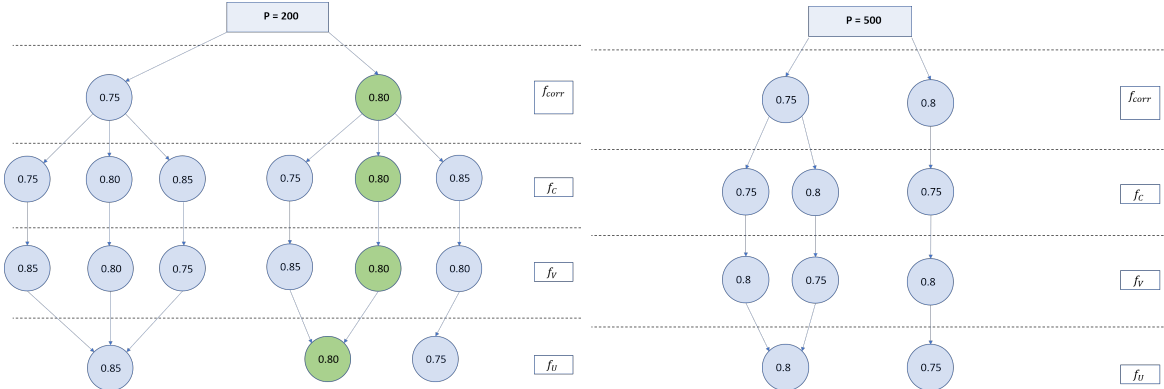 P = 200
0.75 0.80 f_corr
0.75 0.80 0.85 0.75 0.80 0.85 f_C
0.85 0.80 0.75 0.85 0.80 0.80 f_V
0.85 0.80 0.75 f_U
P = 500
0.75 0.8 f_corr
0.75 0.8 0.75 f_C
0.8 0.75 0.8 f_V
0.8 0.75 f_U